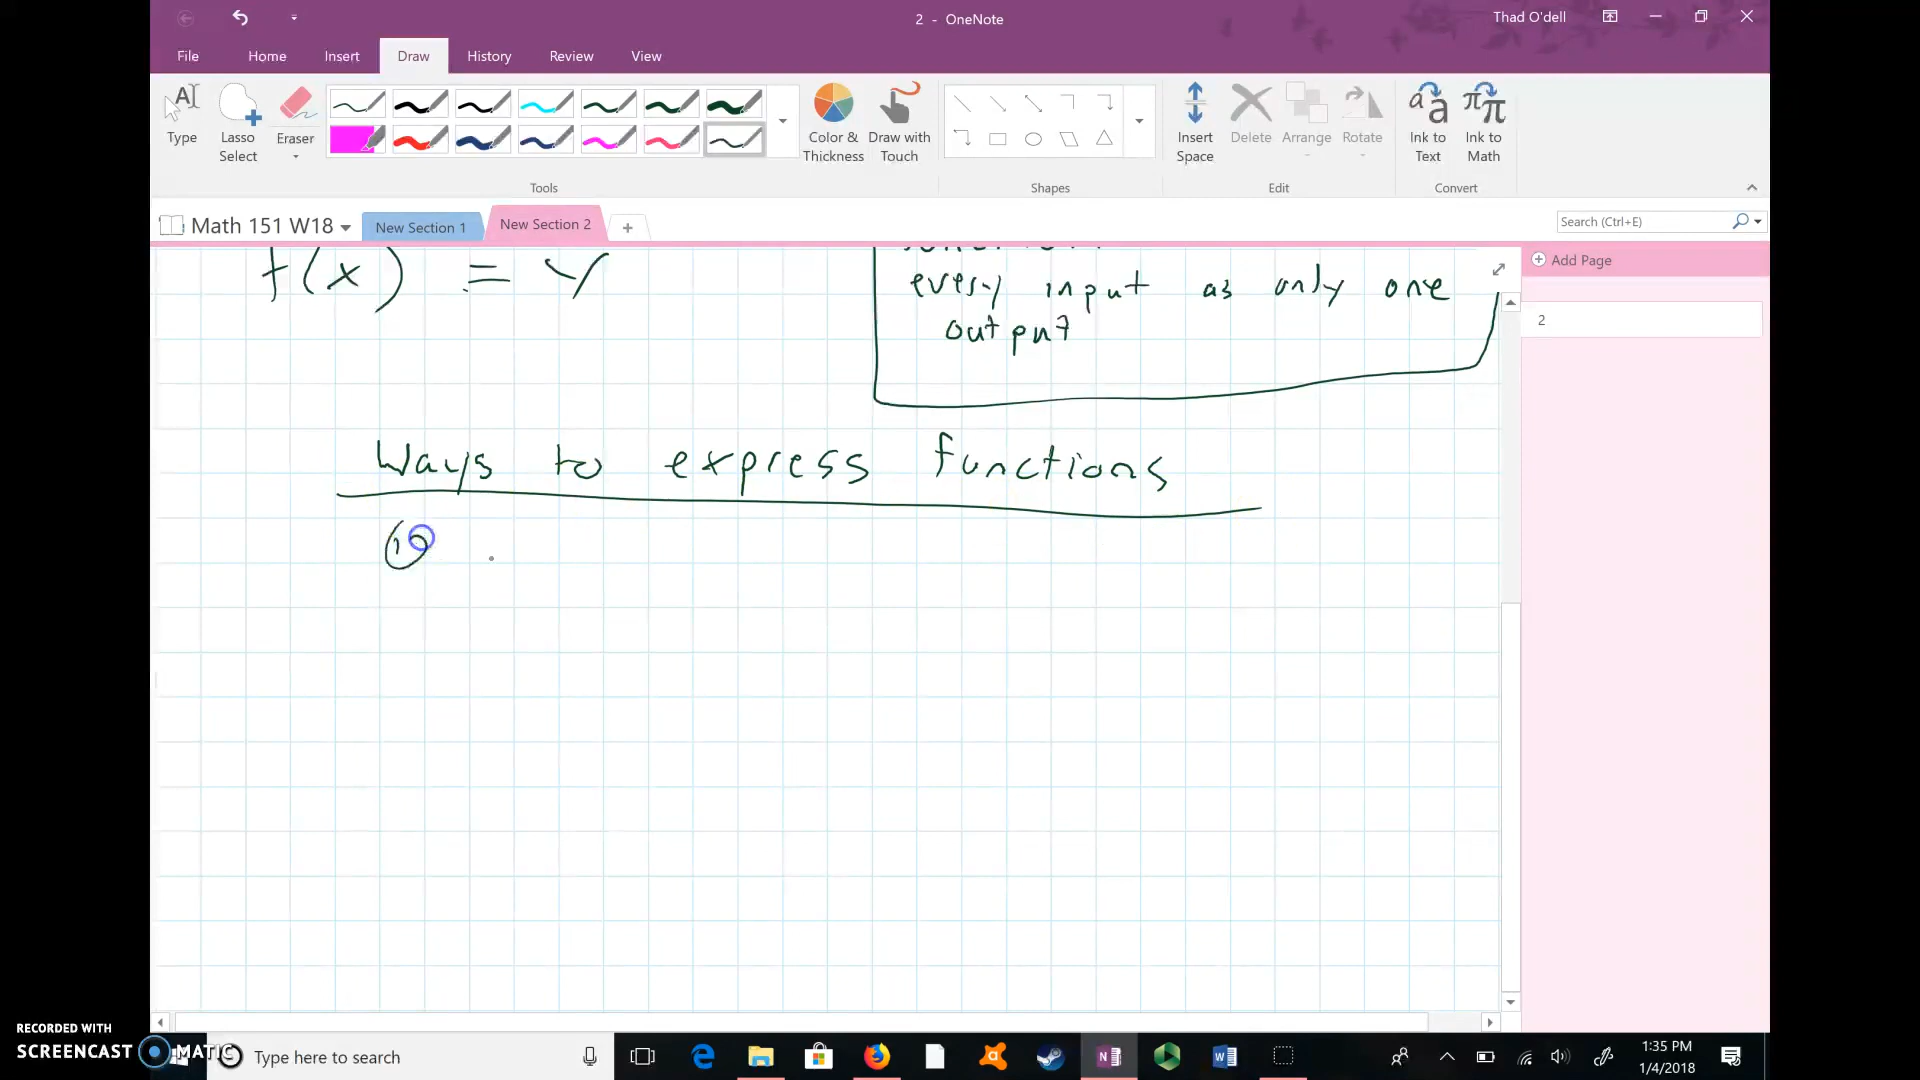 2 - OneNote
Thad O'dell
File Home Insert Draw History Review View
Type
Lasso Select
Eraser
Color & Thickness
Draw with Touch
Insert Space
Delete
Arrange
Rotate
Ink to Text
Ink to Math
Tools Shapes Edit Convert
Math 151 W18 New Section 1 New Section 2 +
Search (Ctrl+E)
Add Page
2
f(x) = y
every input as only one
output
Ways to express functions
①
RECORDED WITH
SCREENCAST MATIC
Type here to search
1:35 PM
1/4/2018